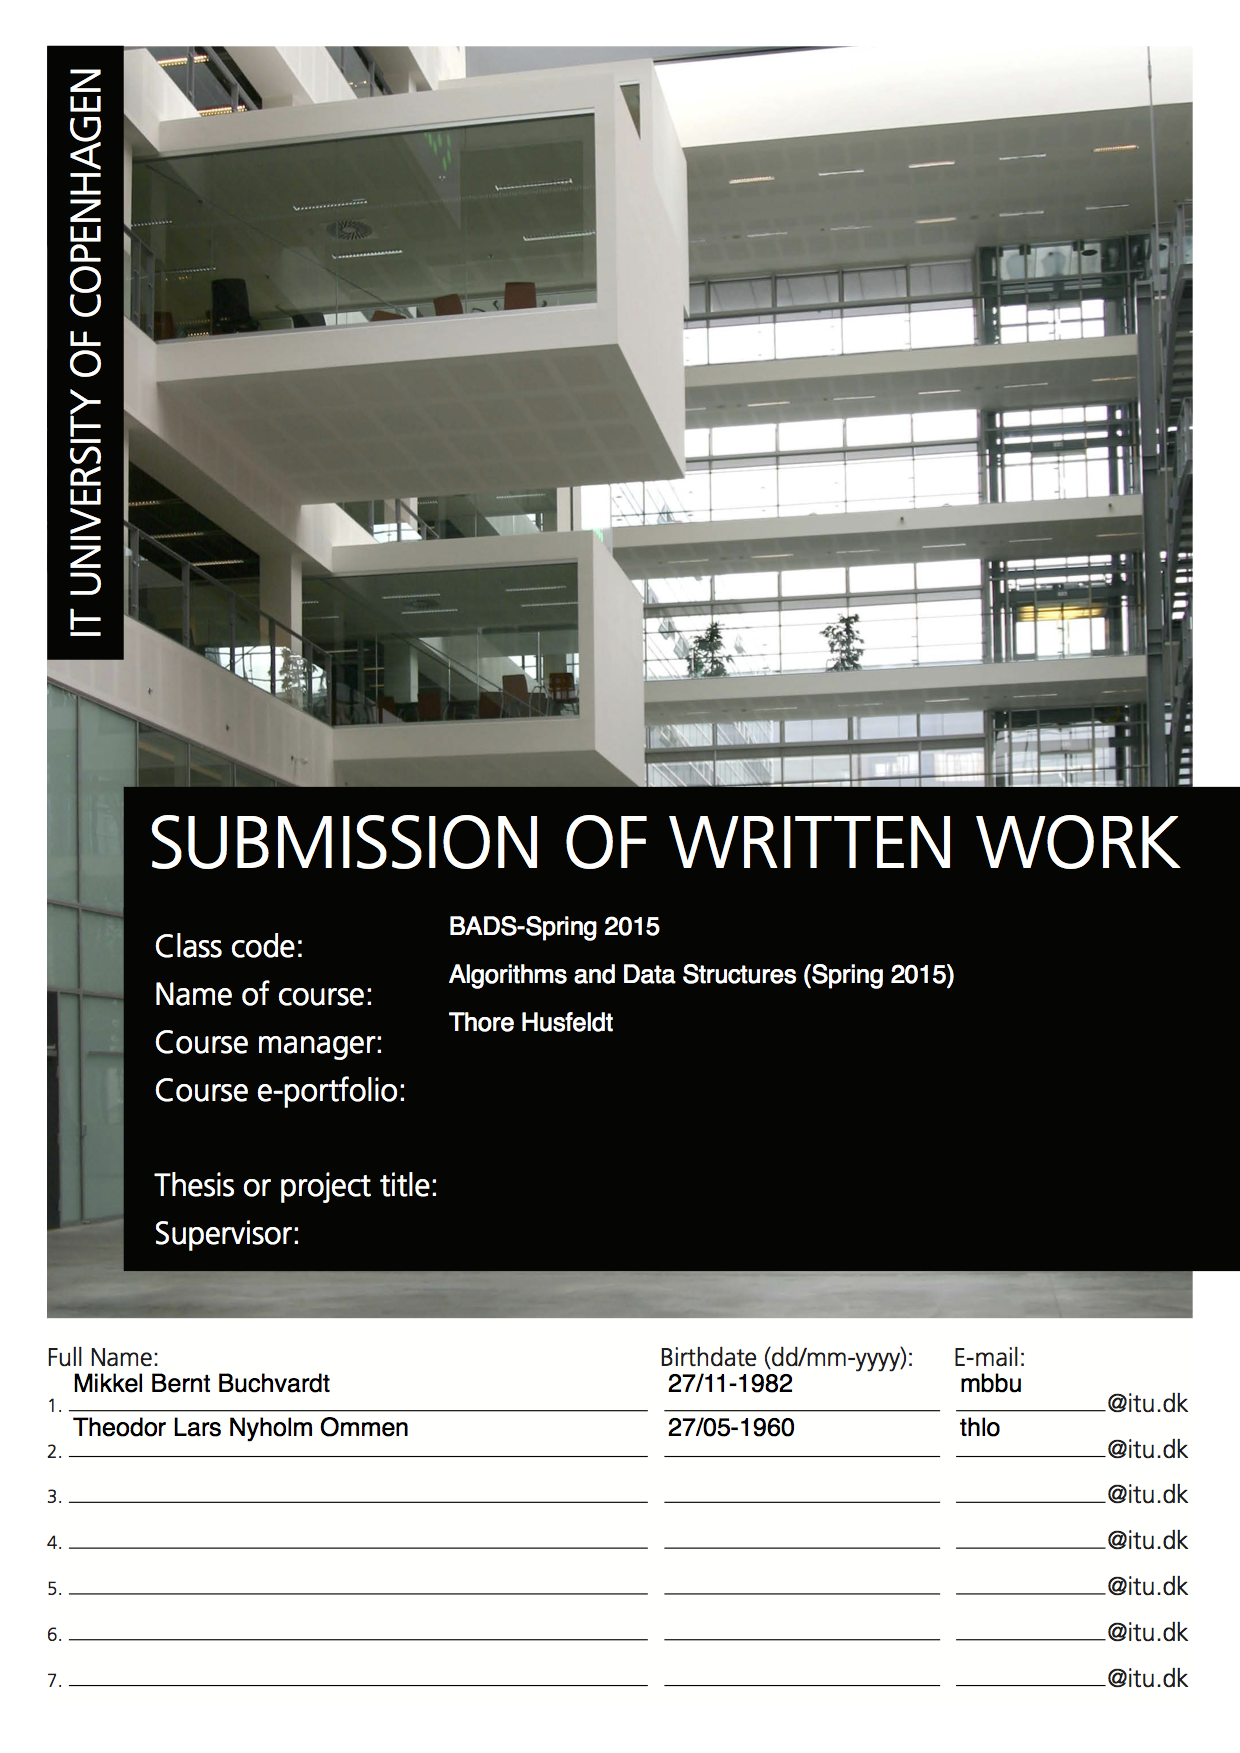 IT UNIVERSITY OF COPENHAGEN
SUBMISSION OF WRITTEN WORK
Class code: BADS-Spring 2015
Name of course: Algorithms and Data Structures (Spring 2015)
Course manager: Thore Husfeldt
Course e-portfolio:
Thesis or project title:
Supervisor:
Full Name: Birthdate (dd/mm-yyyy): E-mail:
1. Mikkel Bernt Buchvardt 27/11-1982 mbbu @itu.dk
2. Theodor Lars Nyholm Ommen 27/05-1960 thlo @itu.dk
3. @itu.dk
4. @itu.dk
5. @itu.dk
6. @itu.dk
7. @itu.dk